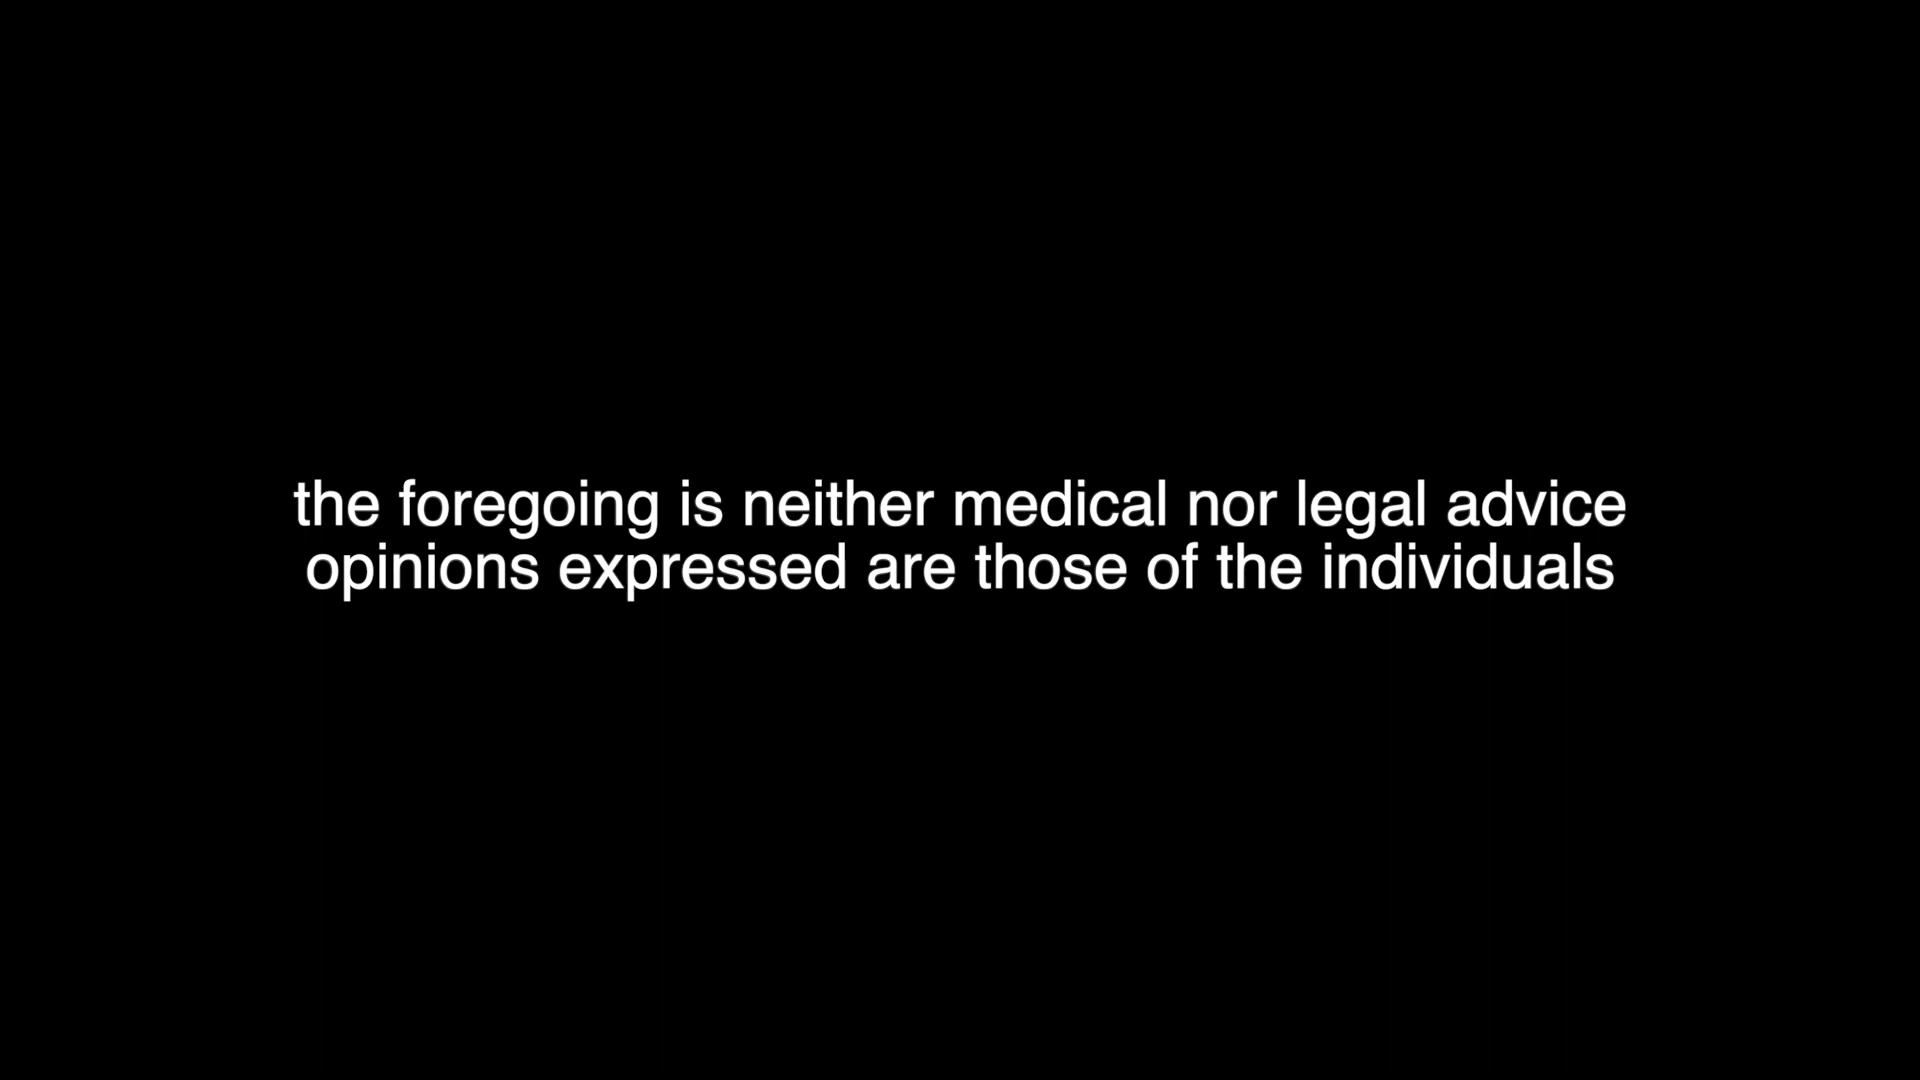 the foregoing is neither medical nor legal advice
opinions expressed are those of the individuals